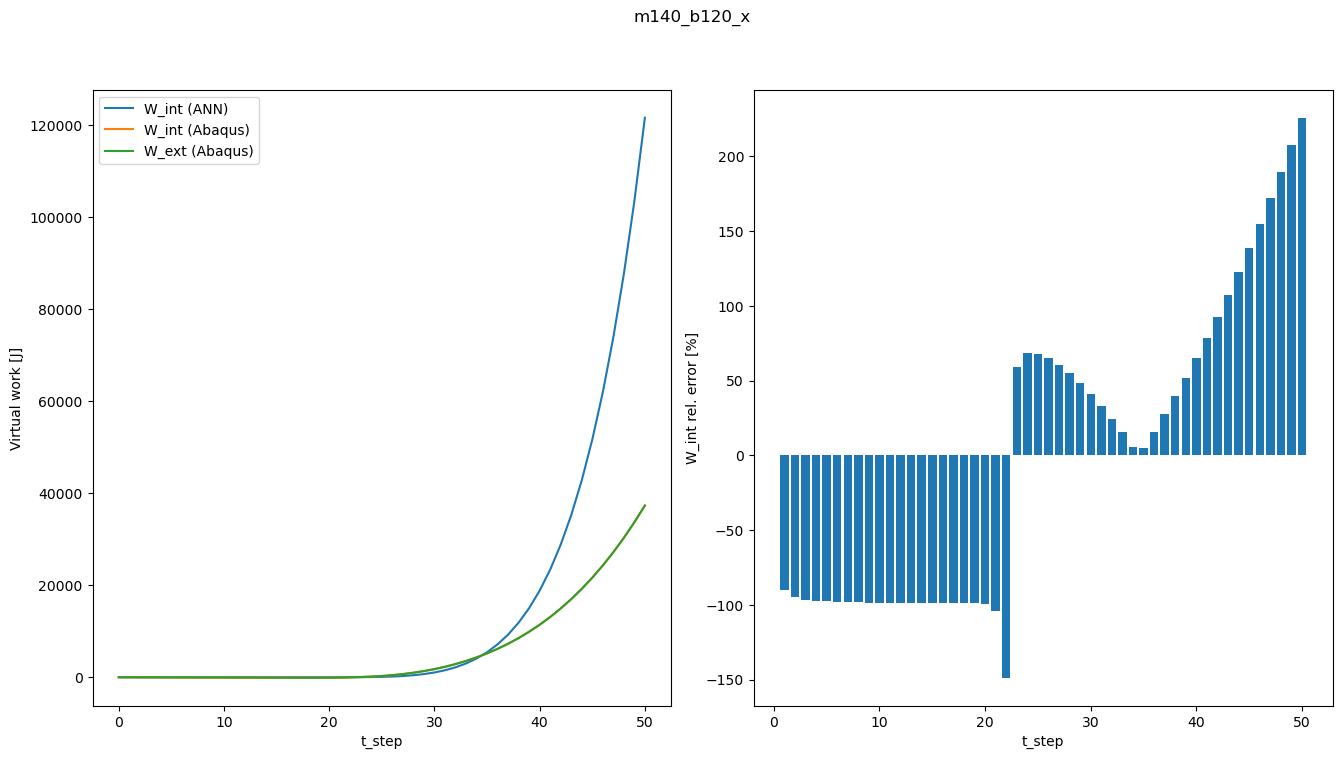 m140_b120_x
W_int (ANN)
W_int (Abaqus)
W_ext (Abaqus)
Virtual work [J]
120000
100000
80000
60000
40000
20000
0
0 10 20 30 40 50
t_step
W_int rel. error [%]
200
150
100
50
0
−50
−100
−150
0 10 20 30 40 50
t_step